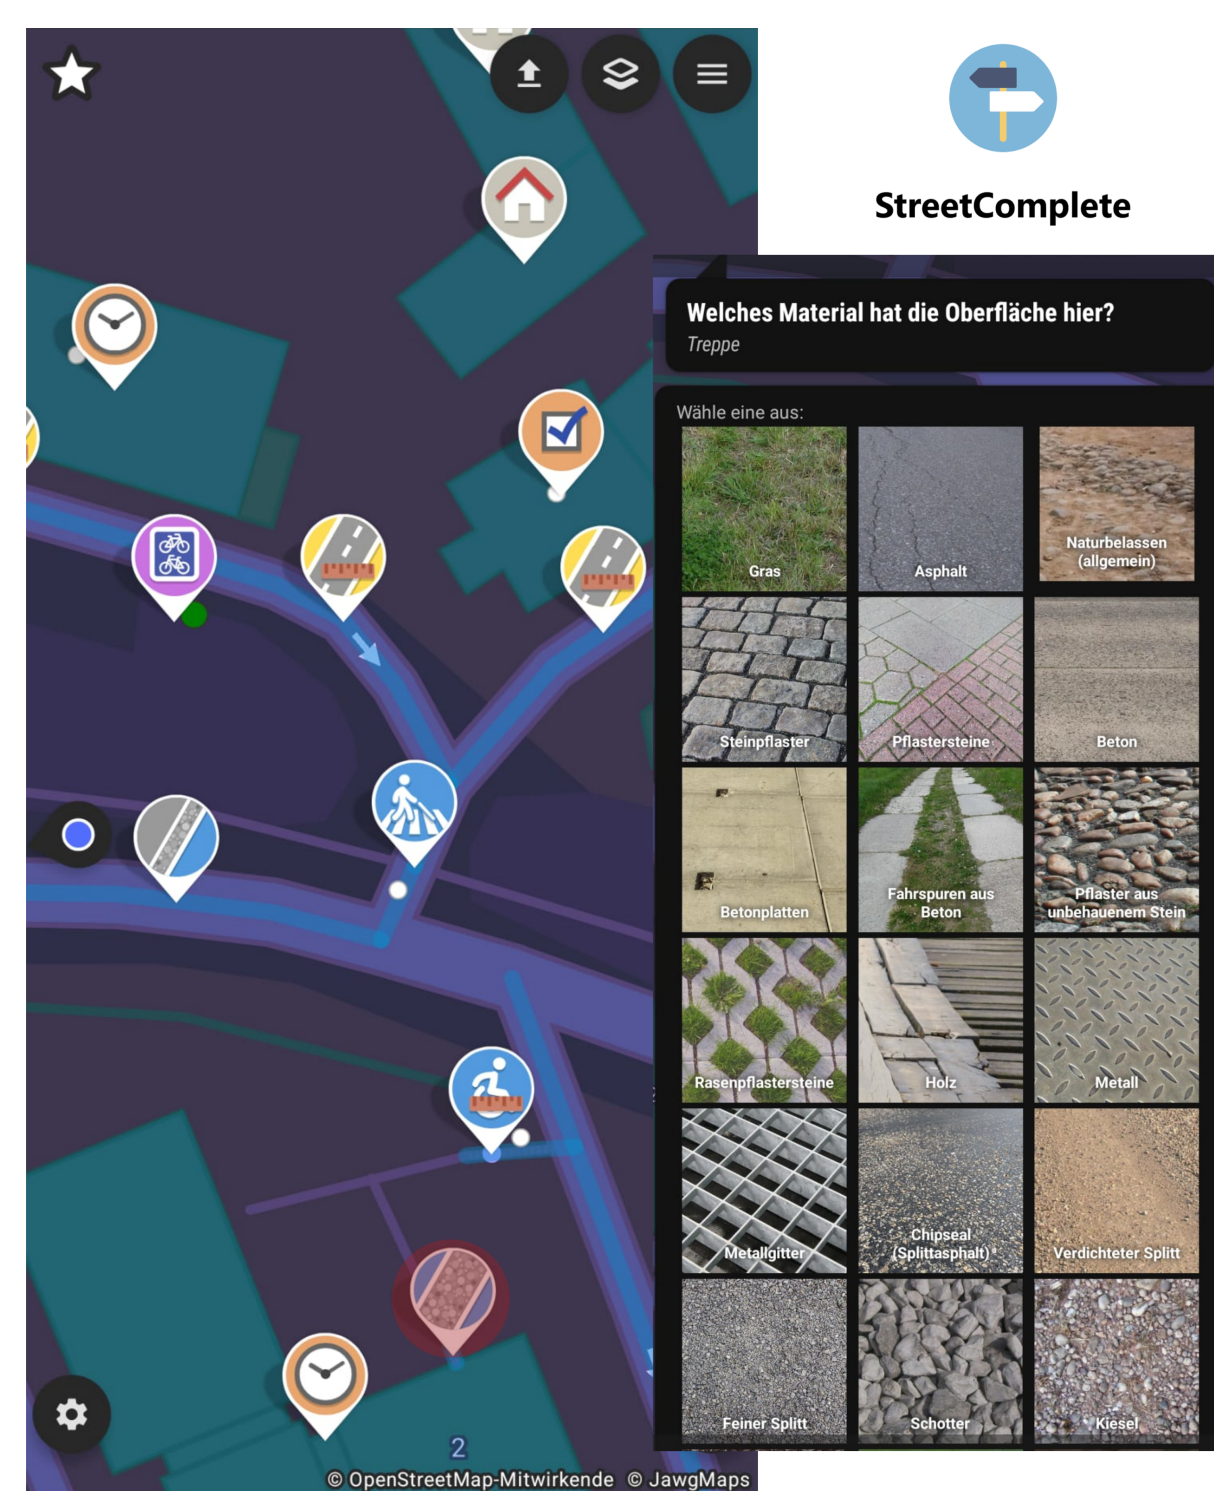 StreetComplete
Welches Material hat die Oberfläche hier?
Treppe
Wähle eine aus:
Gras
Asphalt
Naturbelassen
(allgemein)
Steinpflaster
Pflastersteine
Beton
Betonplatten
Fahrspuren aus
Beton
Pflaster aus
unbehauenem Stein
Rasenpflastersteine
Holz
Metall
Metallgitter
Chipseal
(Splittasphalt)
Verdichteter Splitt
Feiner Splitt
Schotter
Kiesel
2
© OpenStreetMap-Mitwirkende © JawgMaps